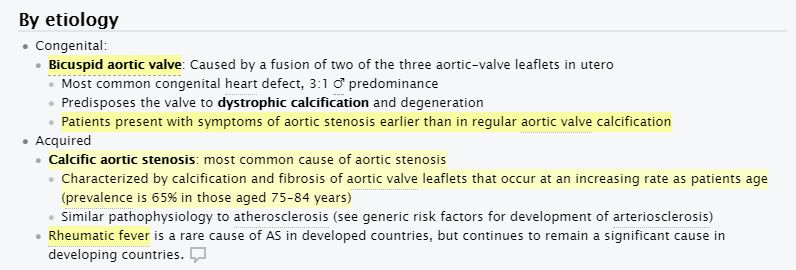 By etiology
Congenital:
Bicuspid aortic valve: Caused by a fusion of two of the three aortic-valve leaflets in utero
Most common congenital heart defect, 3:1 ♂ predominance
Predisposes the valve to dystrophic calcification and degeneration
Patients present with symptoms of aortic stenosis earlier than in regular aortic valve calcification
Acquired
Calcific aortic stenosis: most common cause of aortic stenosis
Characterized by calcification and fibrosis of aortic valve leaflets that occur at an increasing rate as patients age
(prevalence is 65% in those aged 75-84 years)
Similar pathophysiology to atherosclerosis (see generic risk factors for development of arteriosclerosis)
Rheumatic fever is a rare cause of AS in developed countries, but continues to remain a significant cause in
developing countries.